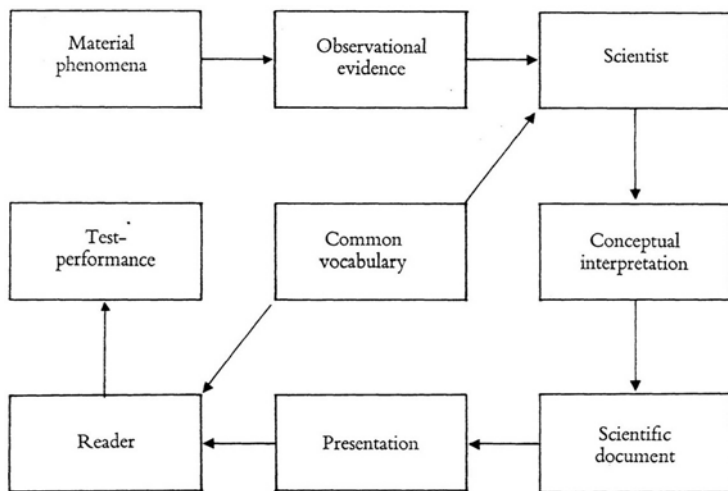 Material
phenomena
Observational
evidence
Scientist
Test-
performance
Common
vocabulary
Conceptual
interpretation
Reader
Presentation
Scientific
document